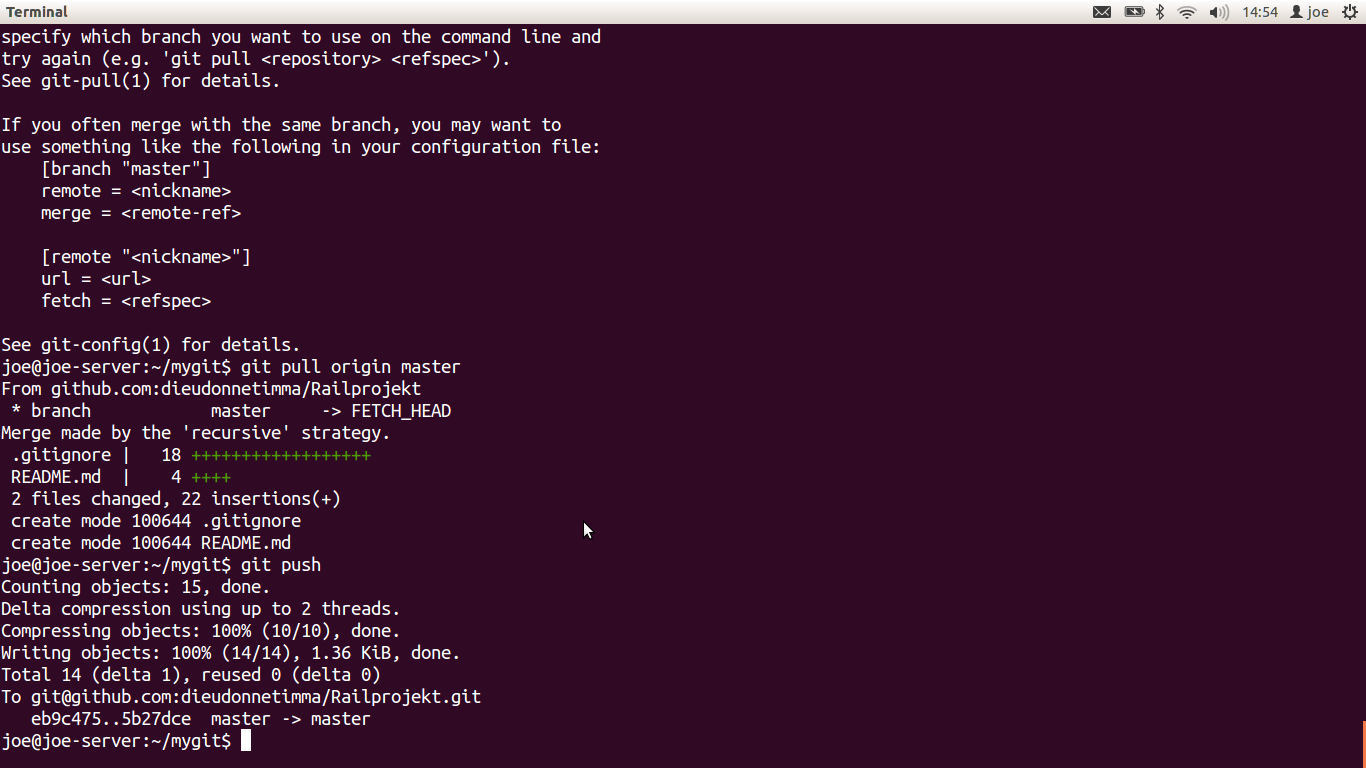 Terminal 14:54 joe
specify which branch you want to use on the command line and
try again (e.g. 'git pull <repository> <refspec>').
See git-pull(1) for details.

If you often merge with the same branch, you may want to
use something like the following in your configuration file:
    [branch "master"]
    remote = <nickname>
    merge = <remote-ref>

    [remote "<nickname>"]
    url = <url>
    fetch = <refspec>

See git-config(1) for details.
joe@joe-server:~/mygit$ git pull origin master
From github.com:dieudonnetimma/Railprojekt
 * branch            master     -> FETCH_HEAD
Merge made by the 'recursive' strategy.
 .gitignore |   18 ++++++++++++++++++
 README.md  |    4 ++++
 2 files changed, 22 insertions(+)
 create mode 100644 .gitignore
 create mode 100644 README.md
joe@joe-server:~/mygit$ git push
Counting objects: 15, done.
Delta compression using up to 2 threads.
Compressing objects: 100% (10/10), done.
Writing objects: 100% (14/14), 1.36 KiB, done.
Total 14 (delta 1), reused 0 (delta 0)
To git@github.com:dieudonnetimma/Railprojekt.git
   eb9c475..5b27dce  master -> master
joe@joe-server:~/mygit$